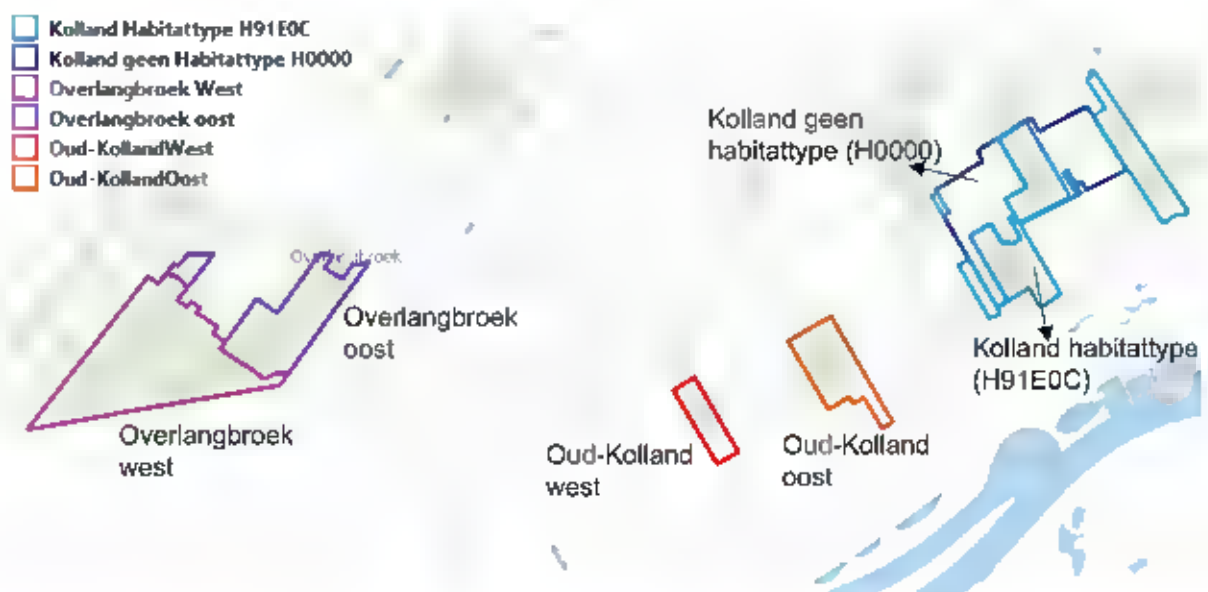 Kolland Habitattype H91E0C
Kolland geen Habitattype H0000
Overlangbroek West
Overlangbroek oost
Oud-KollandWest
Oud-KollandOost
Kolland geen
habitattype (H0000)
Overlangbroek
oost
Kolland habitattype
(H91E0C)
Overlangbroek
west
Oud-Kolland
west
Oud-Kolland
oost